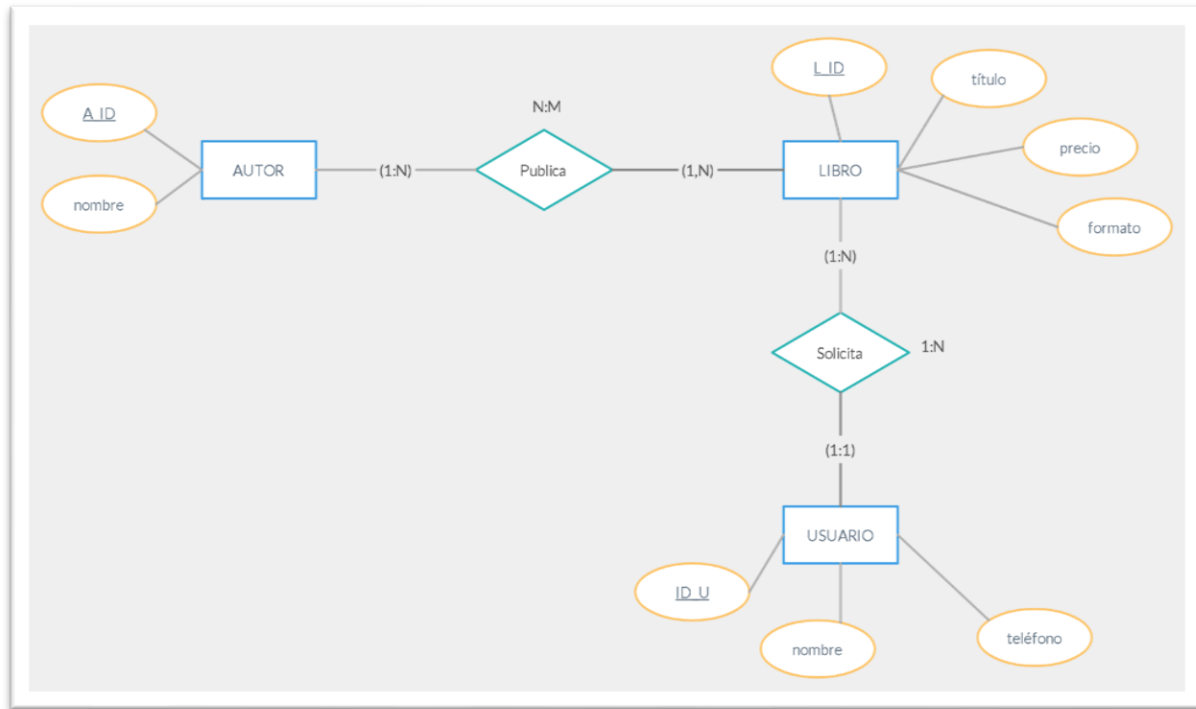 L_ID
título
A_ID
N:M
precio
AUTOR
(1:N)
Publica
(1,N)
LIBRO
nombre
formato
(1:N)
Solicita
1:N
(1:1)
USUARIO
ID_U
nombre
teléfono